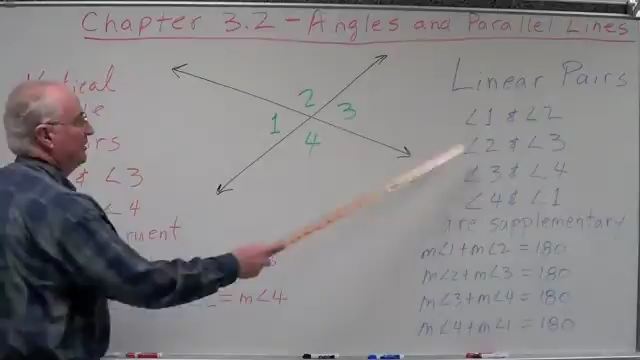 Chapter 3.2 - Angles and Parallel Lines
Vertical
∠3
∠4
= m∠4
2
1
3
4
Linear Pairs
∠1 & ∠2
∠2 & ∠3
∠3 & ∠4
∠4 & ∠1
are supplementary
m∠1+m∠2 = 180
m∠2+m∠3 = 180
m∠3+m∠4 = 180
m∠4+m∠1 = 180